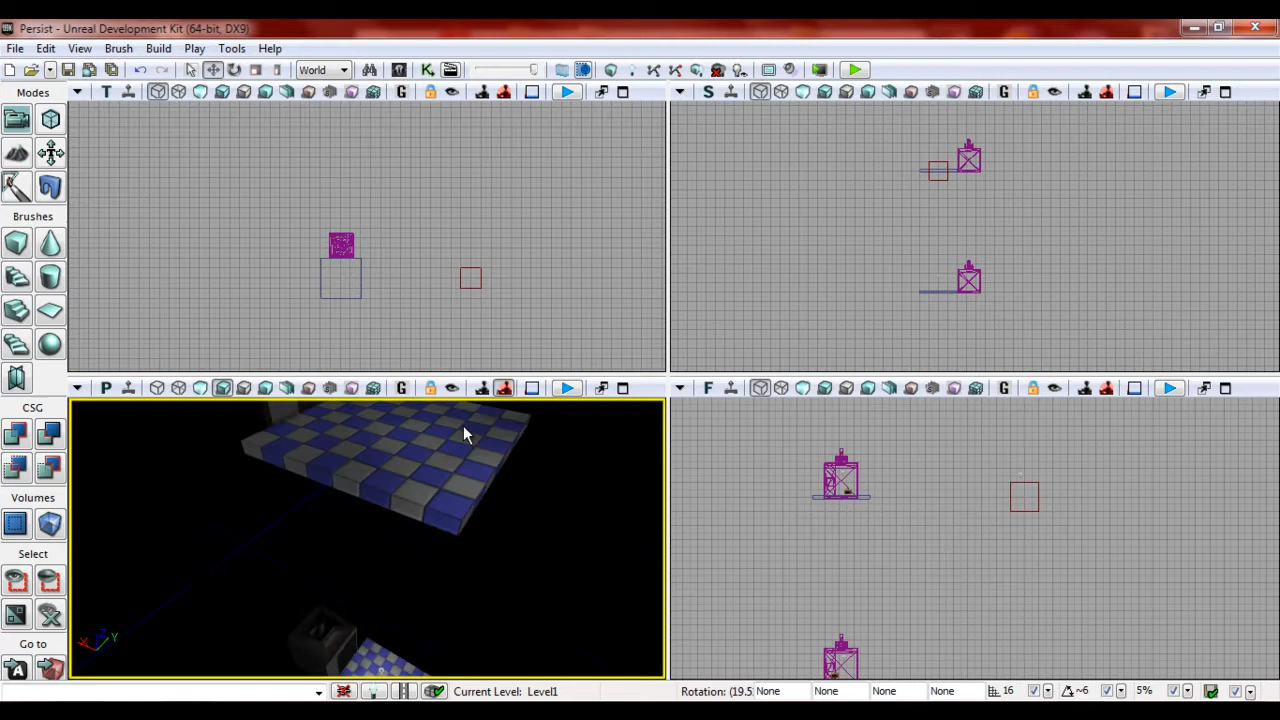 Persist - Unreal Development Kit (64-bit, DX9)
File Edit View Brush Build Play Tools Help
World
Modes
T
S
G
G
Brushes
P
F
G
G
CSG
Volumes
Select
Go to
X Z Y
Current Level: Level1
Rotation: (19.5
None None None None
16
~6
5%